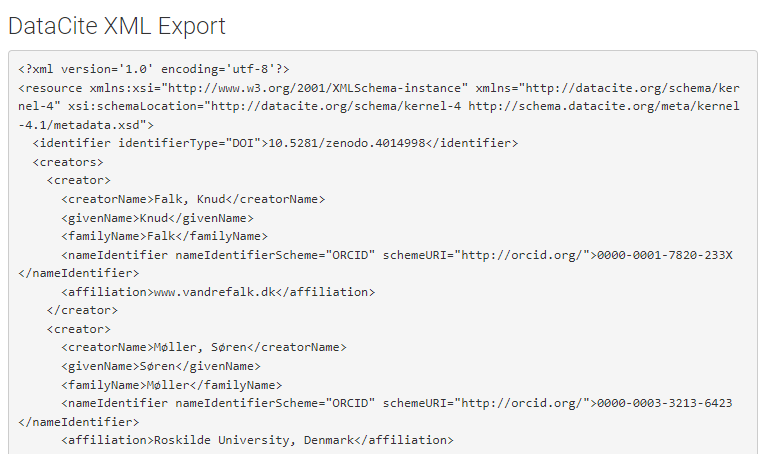 DataCite XML Export
<?xml version='1.0' encoding='utf-8'?>
<resource xmlns:xsi="http://www.w3.org/2001/XMLSchema-instance" xmlns="http://datacite.org/schema/ker
nel-4" xsi:schemaLocation="http://datacite.org/schema/kernel-4 http://schema.datacite.org/meta/kernel
-4.1/metadata.xsd">
  <identifier identifierType="DOI">10.5281/zenodo.4014998</identifier>
  <creators>
    <creator>
      <creatorName>Falk, Knud</creatorName>
      <givenName>Knud</givenName>
      <familyName>Falk</familyName>
      <nameIdentifier nameIdentifierScheme="ORCID" schemeURI="http://orcid.org/">0000-0001-7820-233X
</nameIdentifier>
      <affiliation>www.vandrefalk.dk</affiliation>
    </creator>
    <creator>
      <creatorName>Møller, Søren</creatorName>
      <givenName>Søren</givenName>
      <familyName>Møller</familyName>
      <nameIdentifier nameIdentifierScheme="ORCID" schemeURI="http://orcid.org/">0000-0003-3213-6423
</nameIdentifier>
      <affiliation>Roskilde University, Denmark</affiliation>